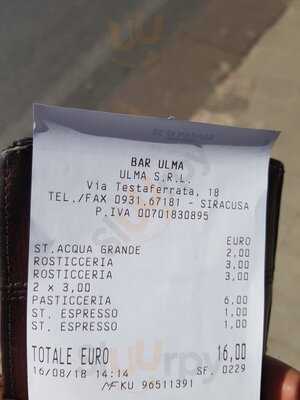 BAR ULMA
ULMA S.R.L.
Via Testaferrata, 18
TEL./FAX 0931.67181 - SIRACUSA
P.IVA 00701830895
EURO
ST.ACQUA GRANDE 2,00
ROSTICCERIA 3,00
ROSTICCERIA 3,00
2 x 3,00
PASTICCERIA 6,00
ST. ESPRESSO 1,00
ST. ESPRESSO 1,00
TOTALE EURO 16,00
16/08/18 14:14 SF. 0229
MF KU 96511391
sluurpy